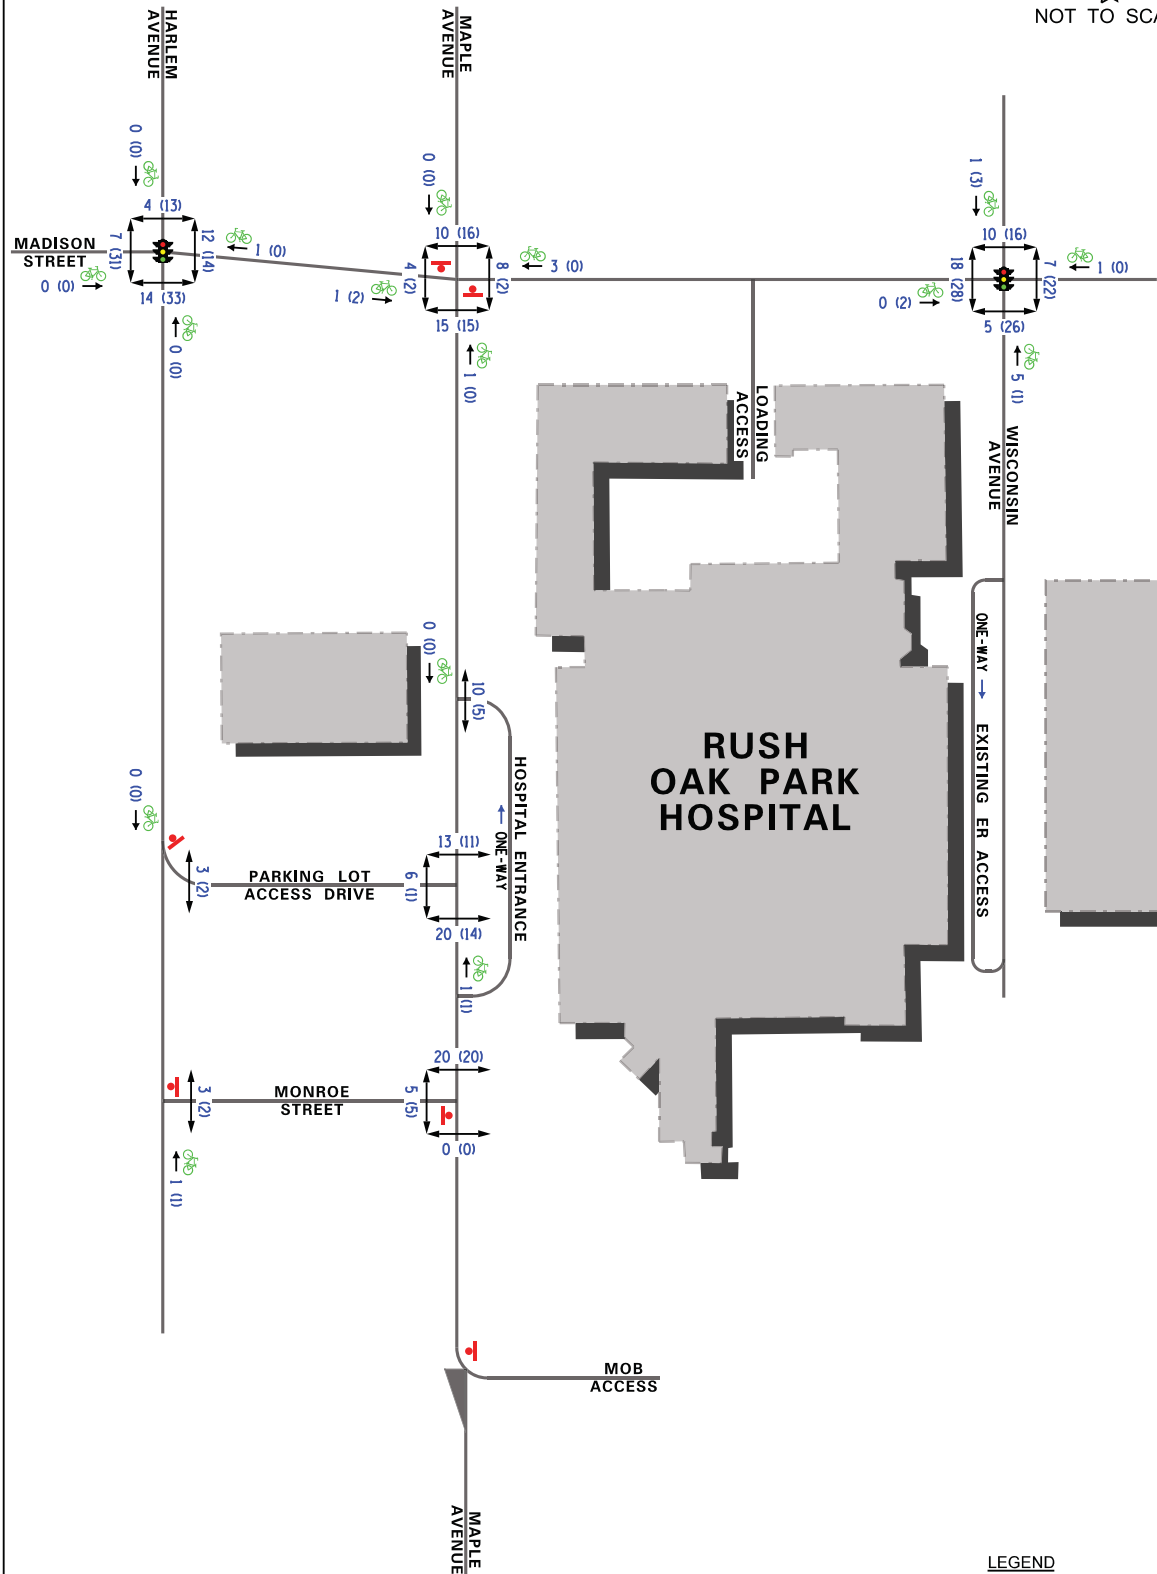 NOT TO SC
HARLEM
AVENUE
MAPLE
AVENUE
0 (0)
0 (0)
1 (3)
4 (13)
10 (16)
10 (16)
MADISON
STREET
7 (31)
12 (14)
1 (0)
4 (2)
8 (2)
3 (0)
18 (28)
7 (22)
1 (0)
0 (0)
1 (2)
0 (2)
14 (33)
15 (15)
5 (26)
0 (0)
1 (0)
5 (1)
LOADING
ACCESS
WISCONSIN
AVENUE
0 (0)
10 (5)
ONE-WAY
EXISTING ER ACCESS
RUSH
OAK PARK
HOSPITAL
HOSPITAL ENTRANCE
ONE-WAY
0 (0)
13 (11)
3 (2)
PARKING LOT
ACCESS DRIVE
6 (1)
20 (14)
1 (1)
20 (20)
3 (2)
MONROE
STREET
5 (5)
0 (0)
1 (1)
MOB
ACCESS
MAPLE
AVENUE
LEGEND